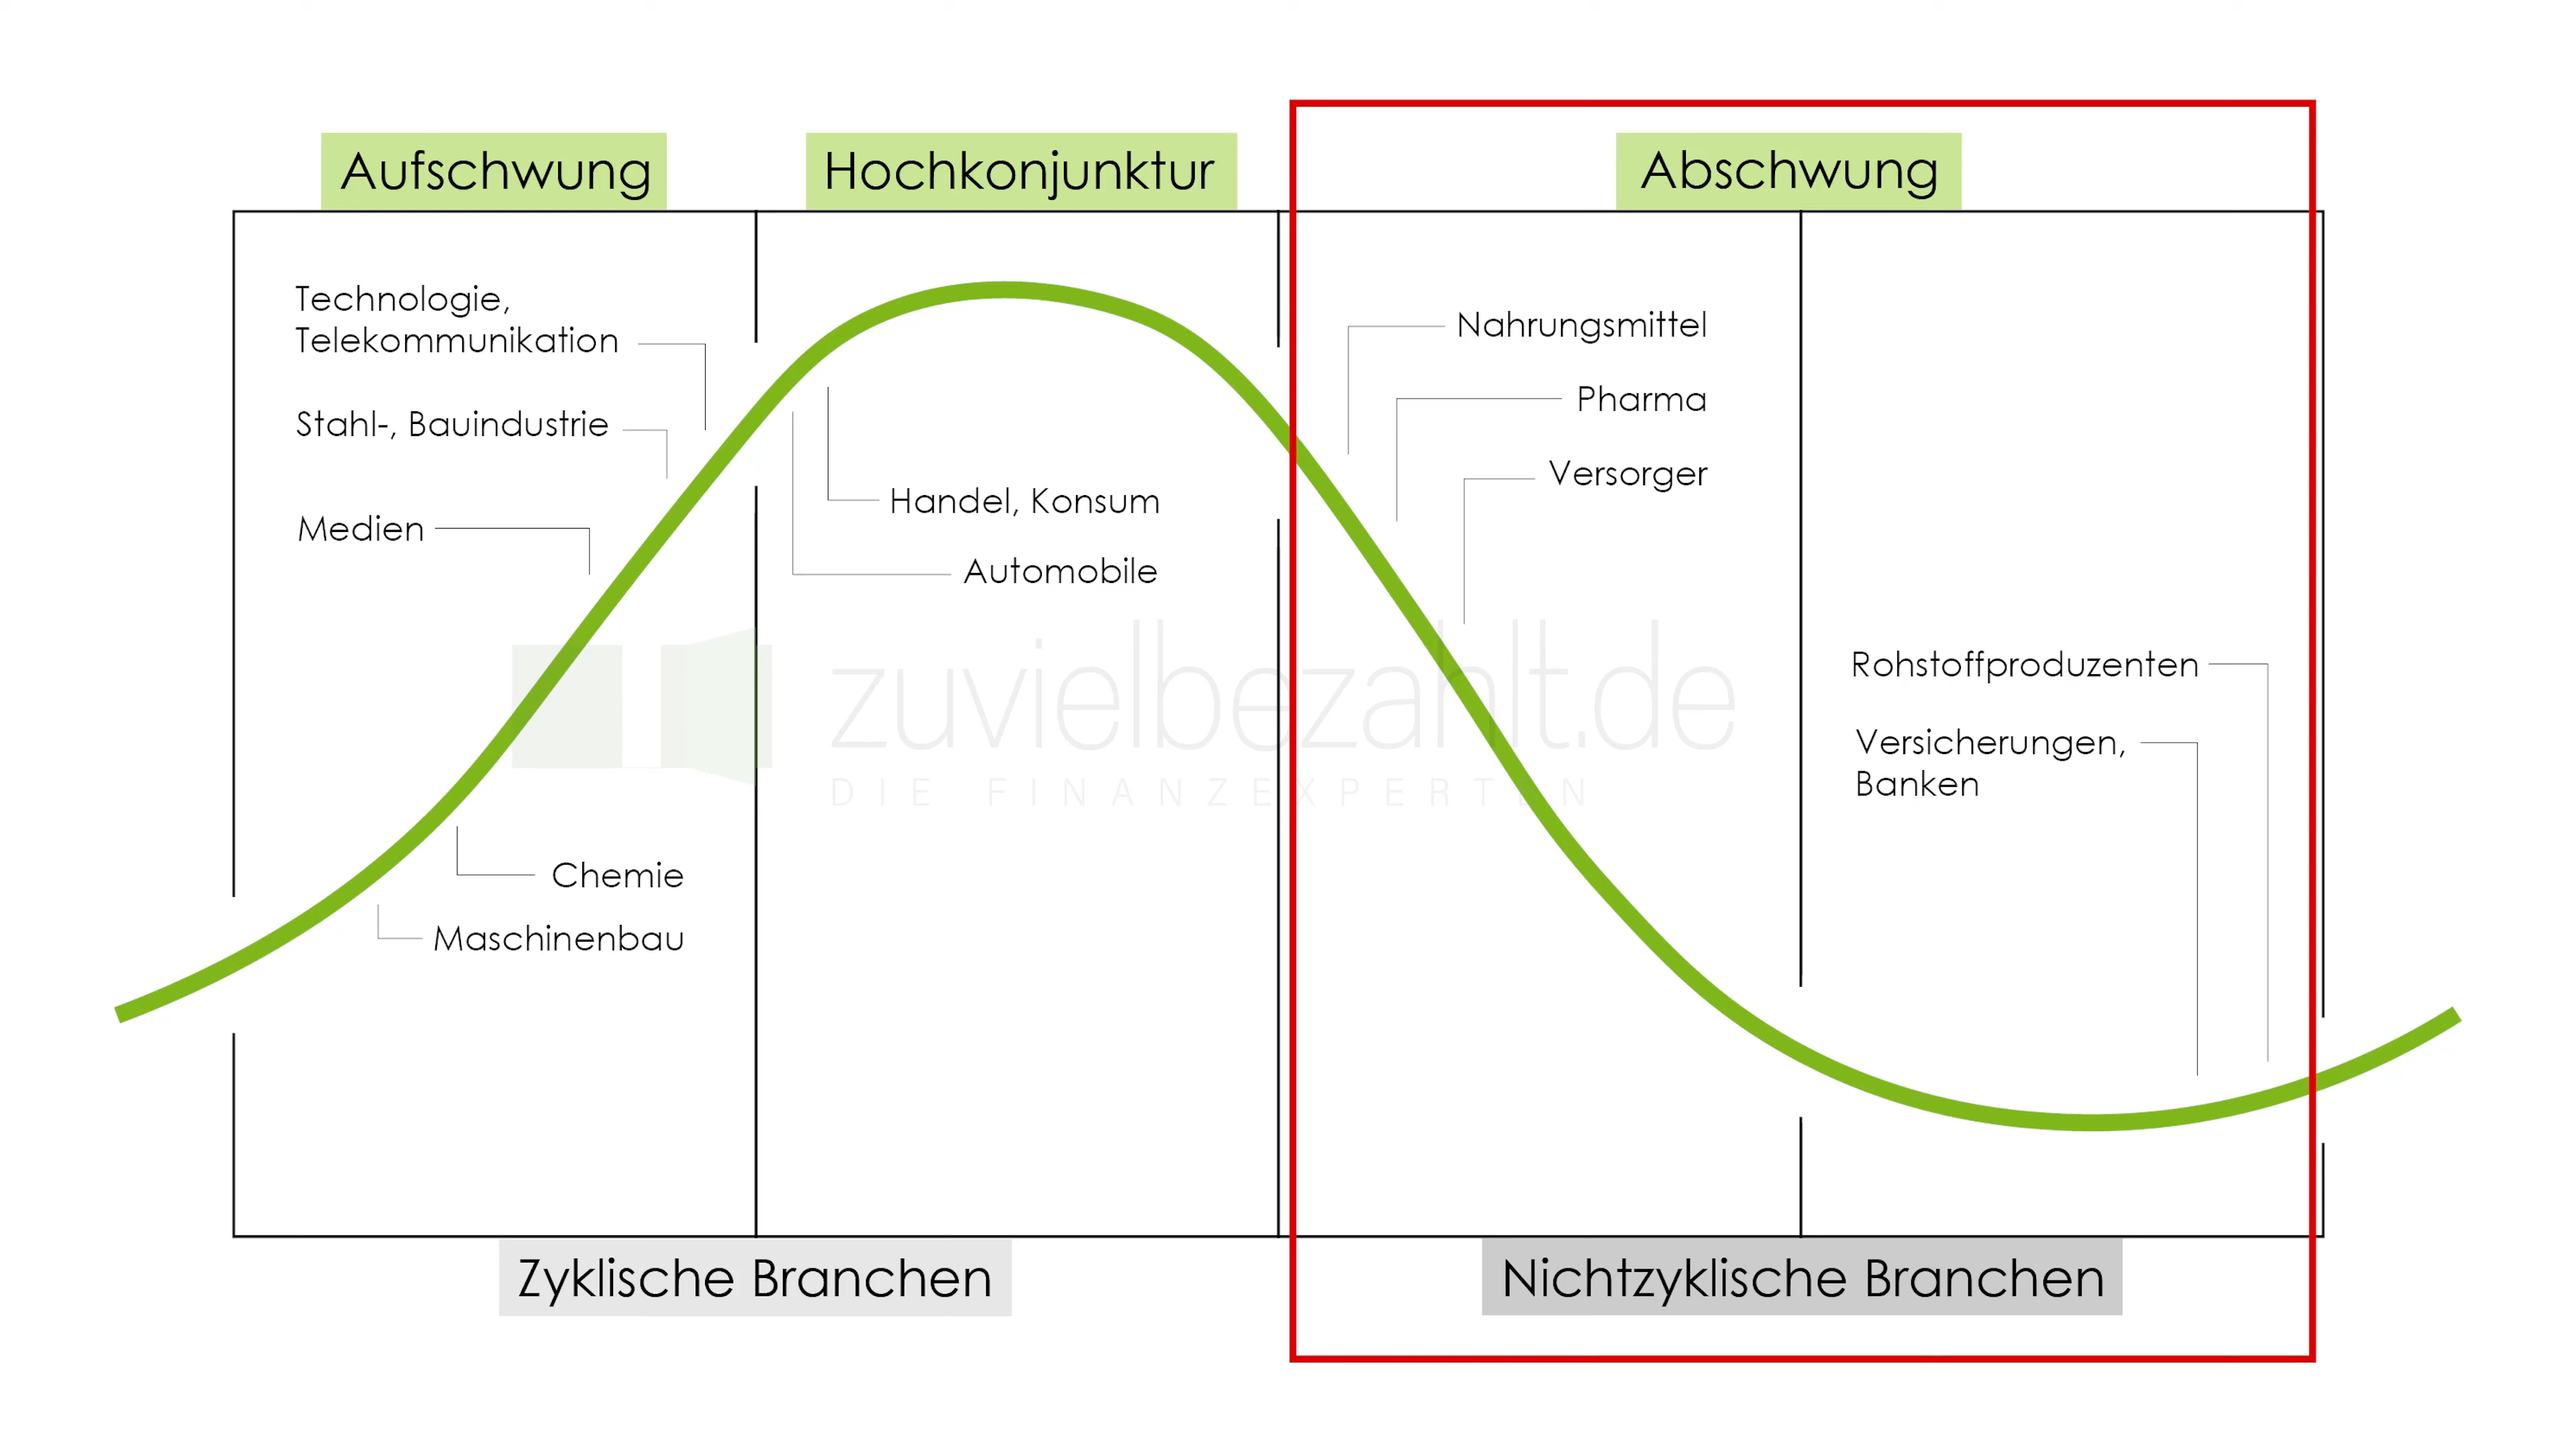 Aufschwung
Hochkonjunktur
Abschwung
Technologie,
Telekommunikation
Stahl-, Bauindustrie
Medien
Chemie
Maschinenbau
Handel, Konsum
Automobile
Nahrungsmittel
Pharma
Versorger
Rohstoffproduzenten
Versicherungen,
Banken
zuvielbezahlt.de
DIE FINANZEXPERTEN
Zyklische Branchen
Nichtzyklische Branchen